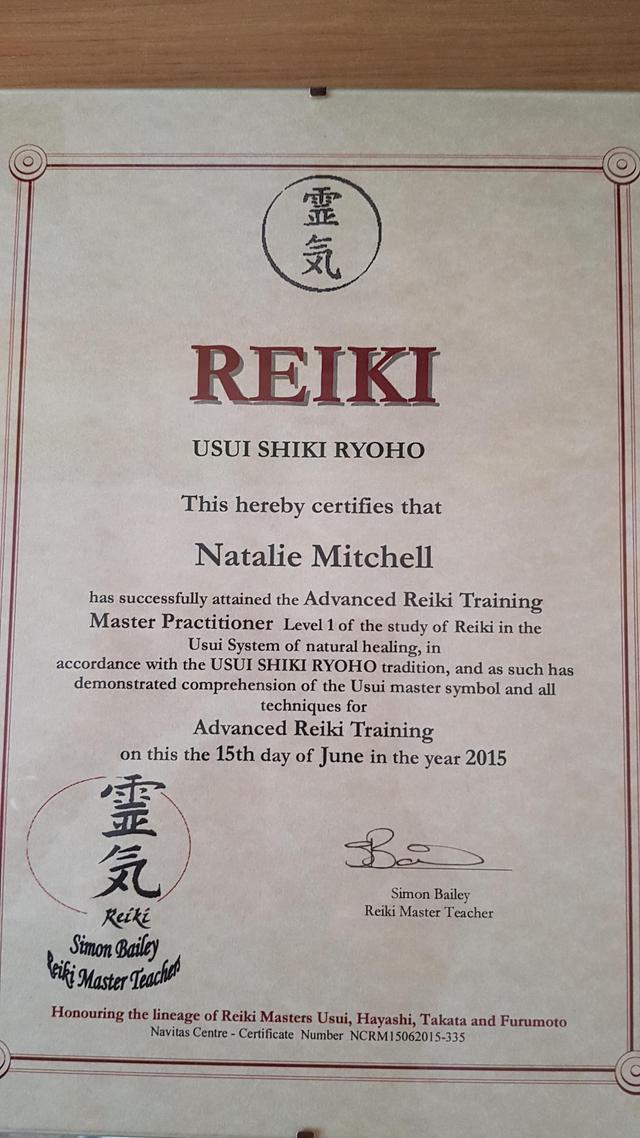 霊
気
REIKI
USUI SHIKI RYOHO
This hereby certifies that
Natalie Mitchell
has successfully attained the Advanced Reiki Training
Master Practitioner Level 1 of the study of Reiki in the
Usui System of natural healing, in
accordance with the USUI SHIKI RYOHO tradition, and as such has
demonstrated comprehension of the Usui master symbol and all
techniques for
Advanced Reiki Training
on this the 15th day of June in the year 2015
霊
気
Reiki
Simon Bailey
Reiki Master Teacher
SBai
Simon Bailey
Reiki Master Teacher
Honouring the lineage of Reiki Masters Usui, Hayashi, Takata and Furumoto
Navitas Centre - Certificate Number NCRM15062015-335